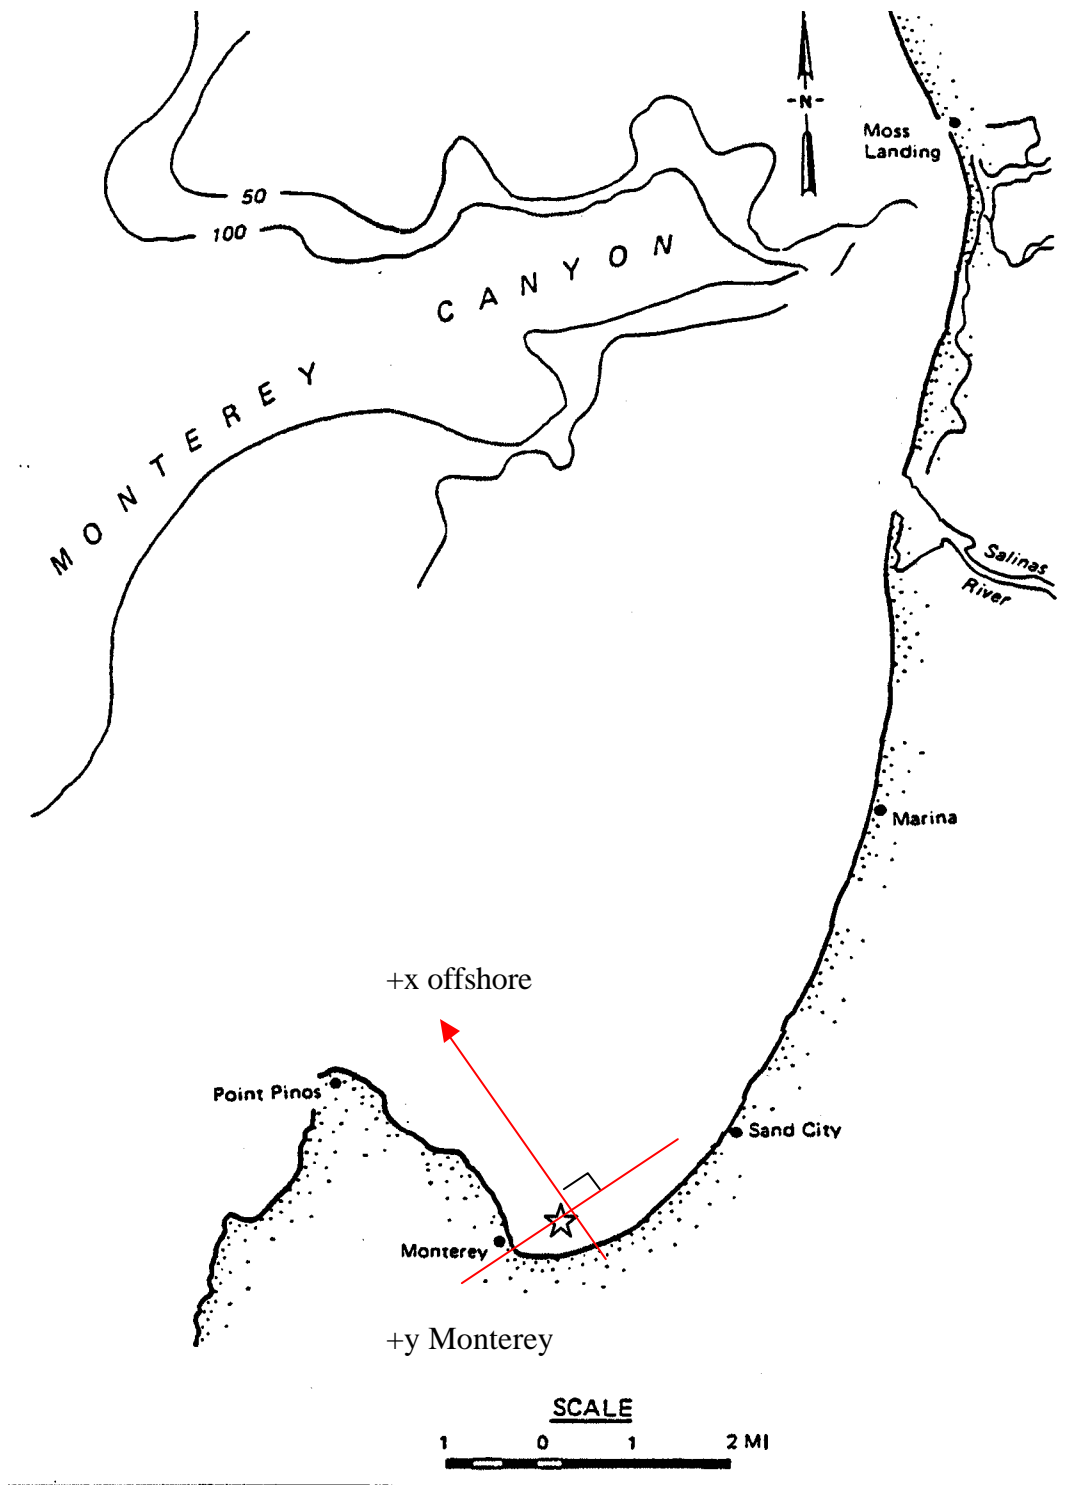 -N-
Moss
Landing
50
100
MONTEREY CANYON
Salinas
River
Marina
+x offshore
Point Pinos
Sand City
Monterey
+y Monterey
SCALE
1 0 1 2 MI